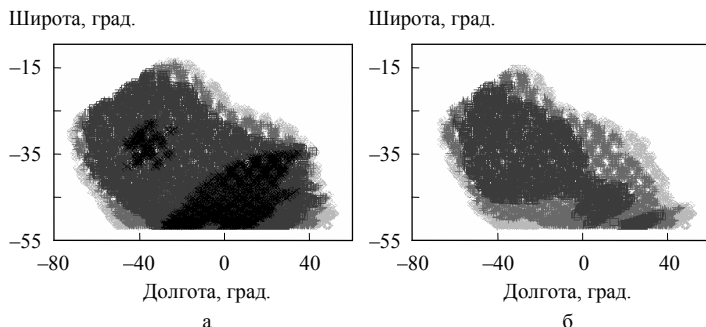 Широта, град.
–15
–35
–55
–80
–40
0
40
Долгота, град.
а
Широта, град.
–15
–35
–55
–80
–40
0
40
Долгота, град.
б